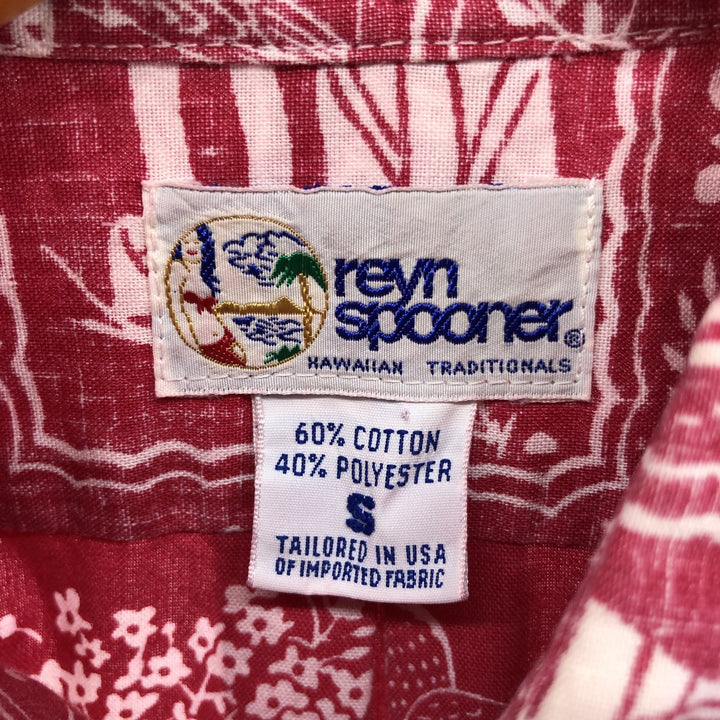 reyn
spooner®
HAWAIIAN TRADITIONALS
60% COTTON
40% POLYESTER
S
TAILORED IN USA
OF IMPORTED FABRIC